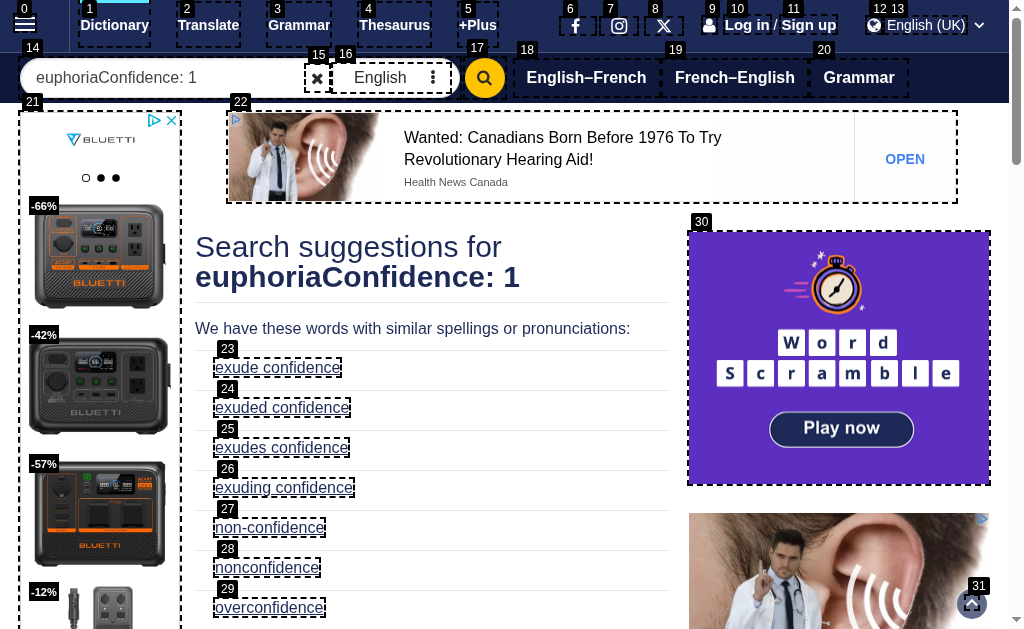 0 1 2 3 4 5 6 7 8 9 10 11 12 13
Dictionary Translate Grammar Thesaurus +Plus Log in / Sign up English (UK)
14 15 16 17 18 19 20
euphoriaConfidence: 1 English English–French French–English Grammar
21 22
BLUETTI
Wanted: Canadians Born Before 1976 To Try
Revolutionary Hearing Aid!
Health News Canada
OPEN
-66%
BLUETTI
-42%
BLUETTI
-57%
BLUETTI
-12%
Search suggestions for
euphoriaConfidence: 1
We have these words with similar spellings or pronunciations:
23
exude confidence
24
exuded confidence
25
exudes confidence
26
exuding confidence
27
non-confidence
28
nonconfidence
29
overconfidence
30
Word
Scramble
Play now
31